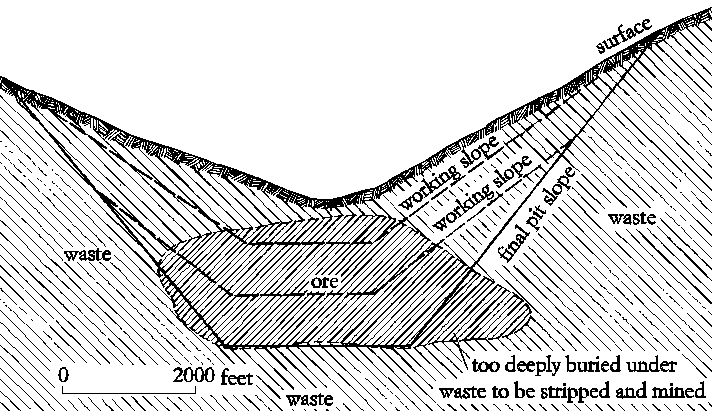 surface
working slope
working slope
final pit slope
waste
waste
ore
0 2000 feet
too deeply buried under
waste to be stripped and mined
waste